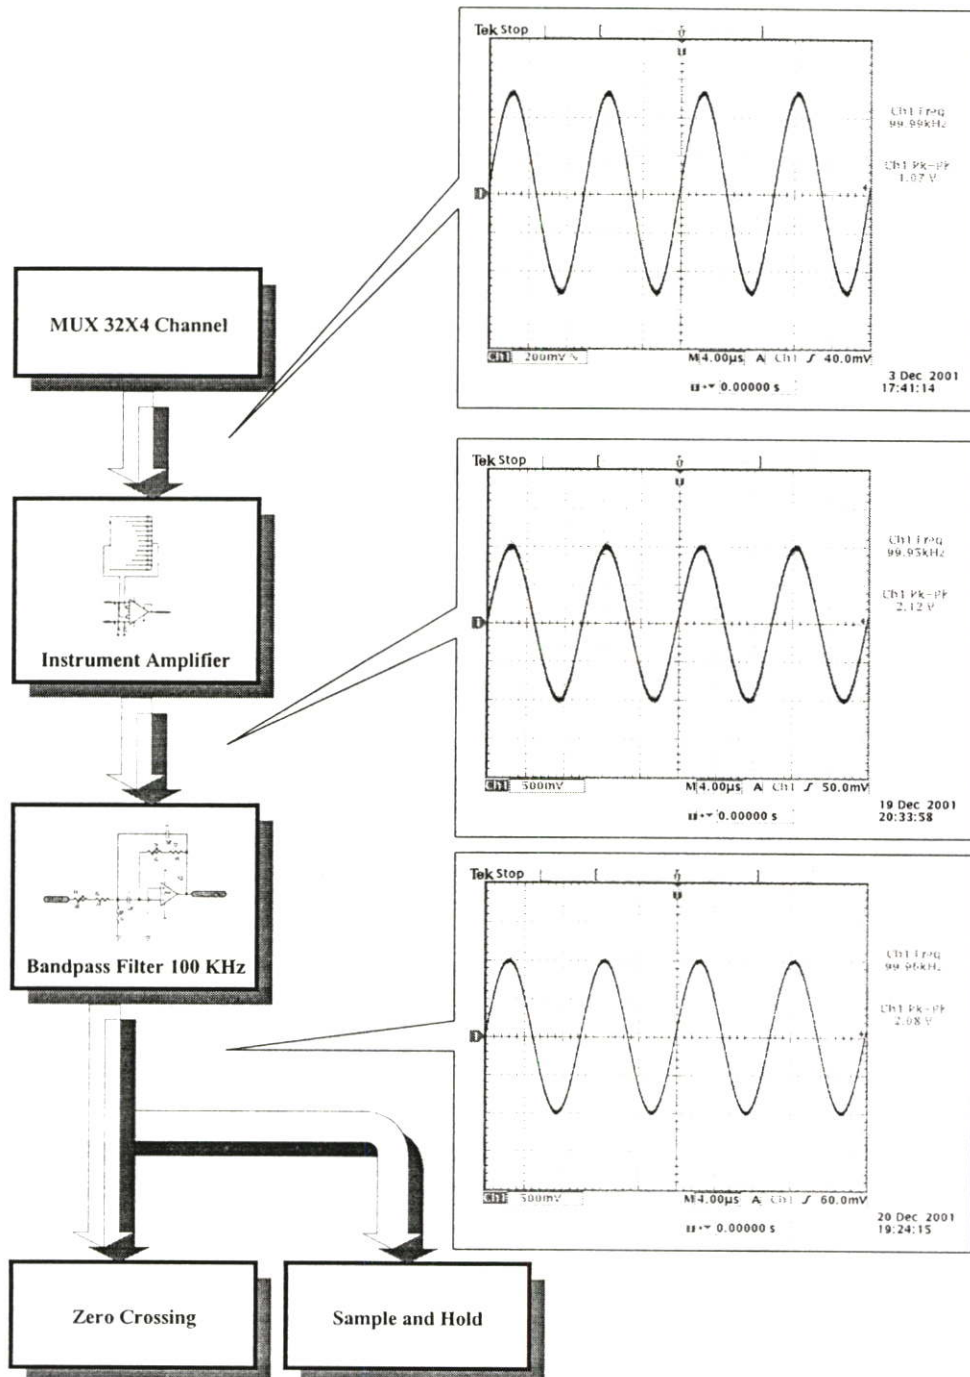 Tek Stop
Ch1 Freq
99.99kHz
Ch1 Pk-Pk
1.07 V
Ch1 200mV
M 4.00µs A Ch1 40.0mV
0.00000 s
3 Dec 2001
17:41:14
MUX 32X4 Channel
Tek Stop
Ch1 Freq
99.95kHz
Ch1 Pk-Pk
2.12 V
Ch1 500mV
M 4.00µs A Ch1 50.0mV
0.00000 s
19 Dec 2001
20:33:58
Instrument Amplifier
Tek Stop
Ch1 Freq
99.96kHz
Ch1 Pk-Pk
2.08 V
Ch1 500mV
M 4.00µs A Ch1 60.0mV
0.00000 s
20 Dec 2001
19:24:15
Bandpass Filter 100 KHz
Zero Crossing
Sample and Hold